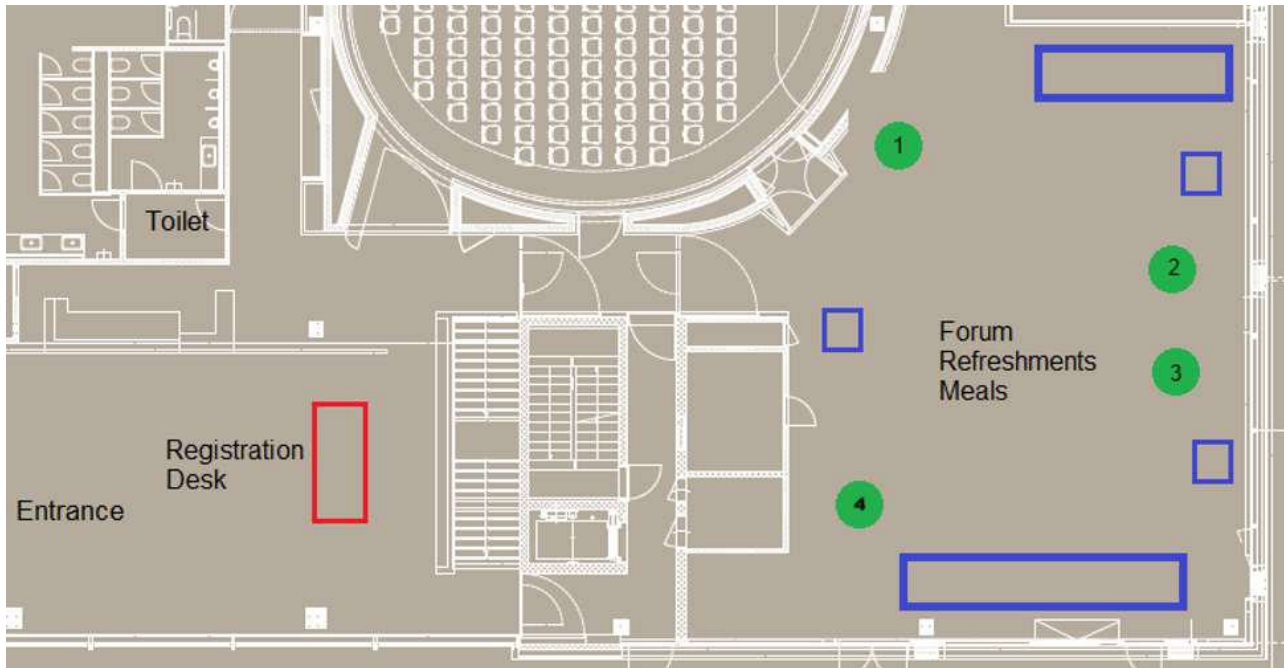 1
Toilet
2
Forum
Refreshments
Meals
3
Registration
Desk
Entrance
4